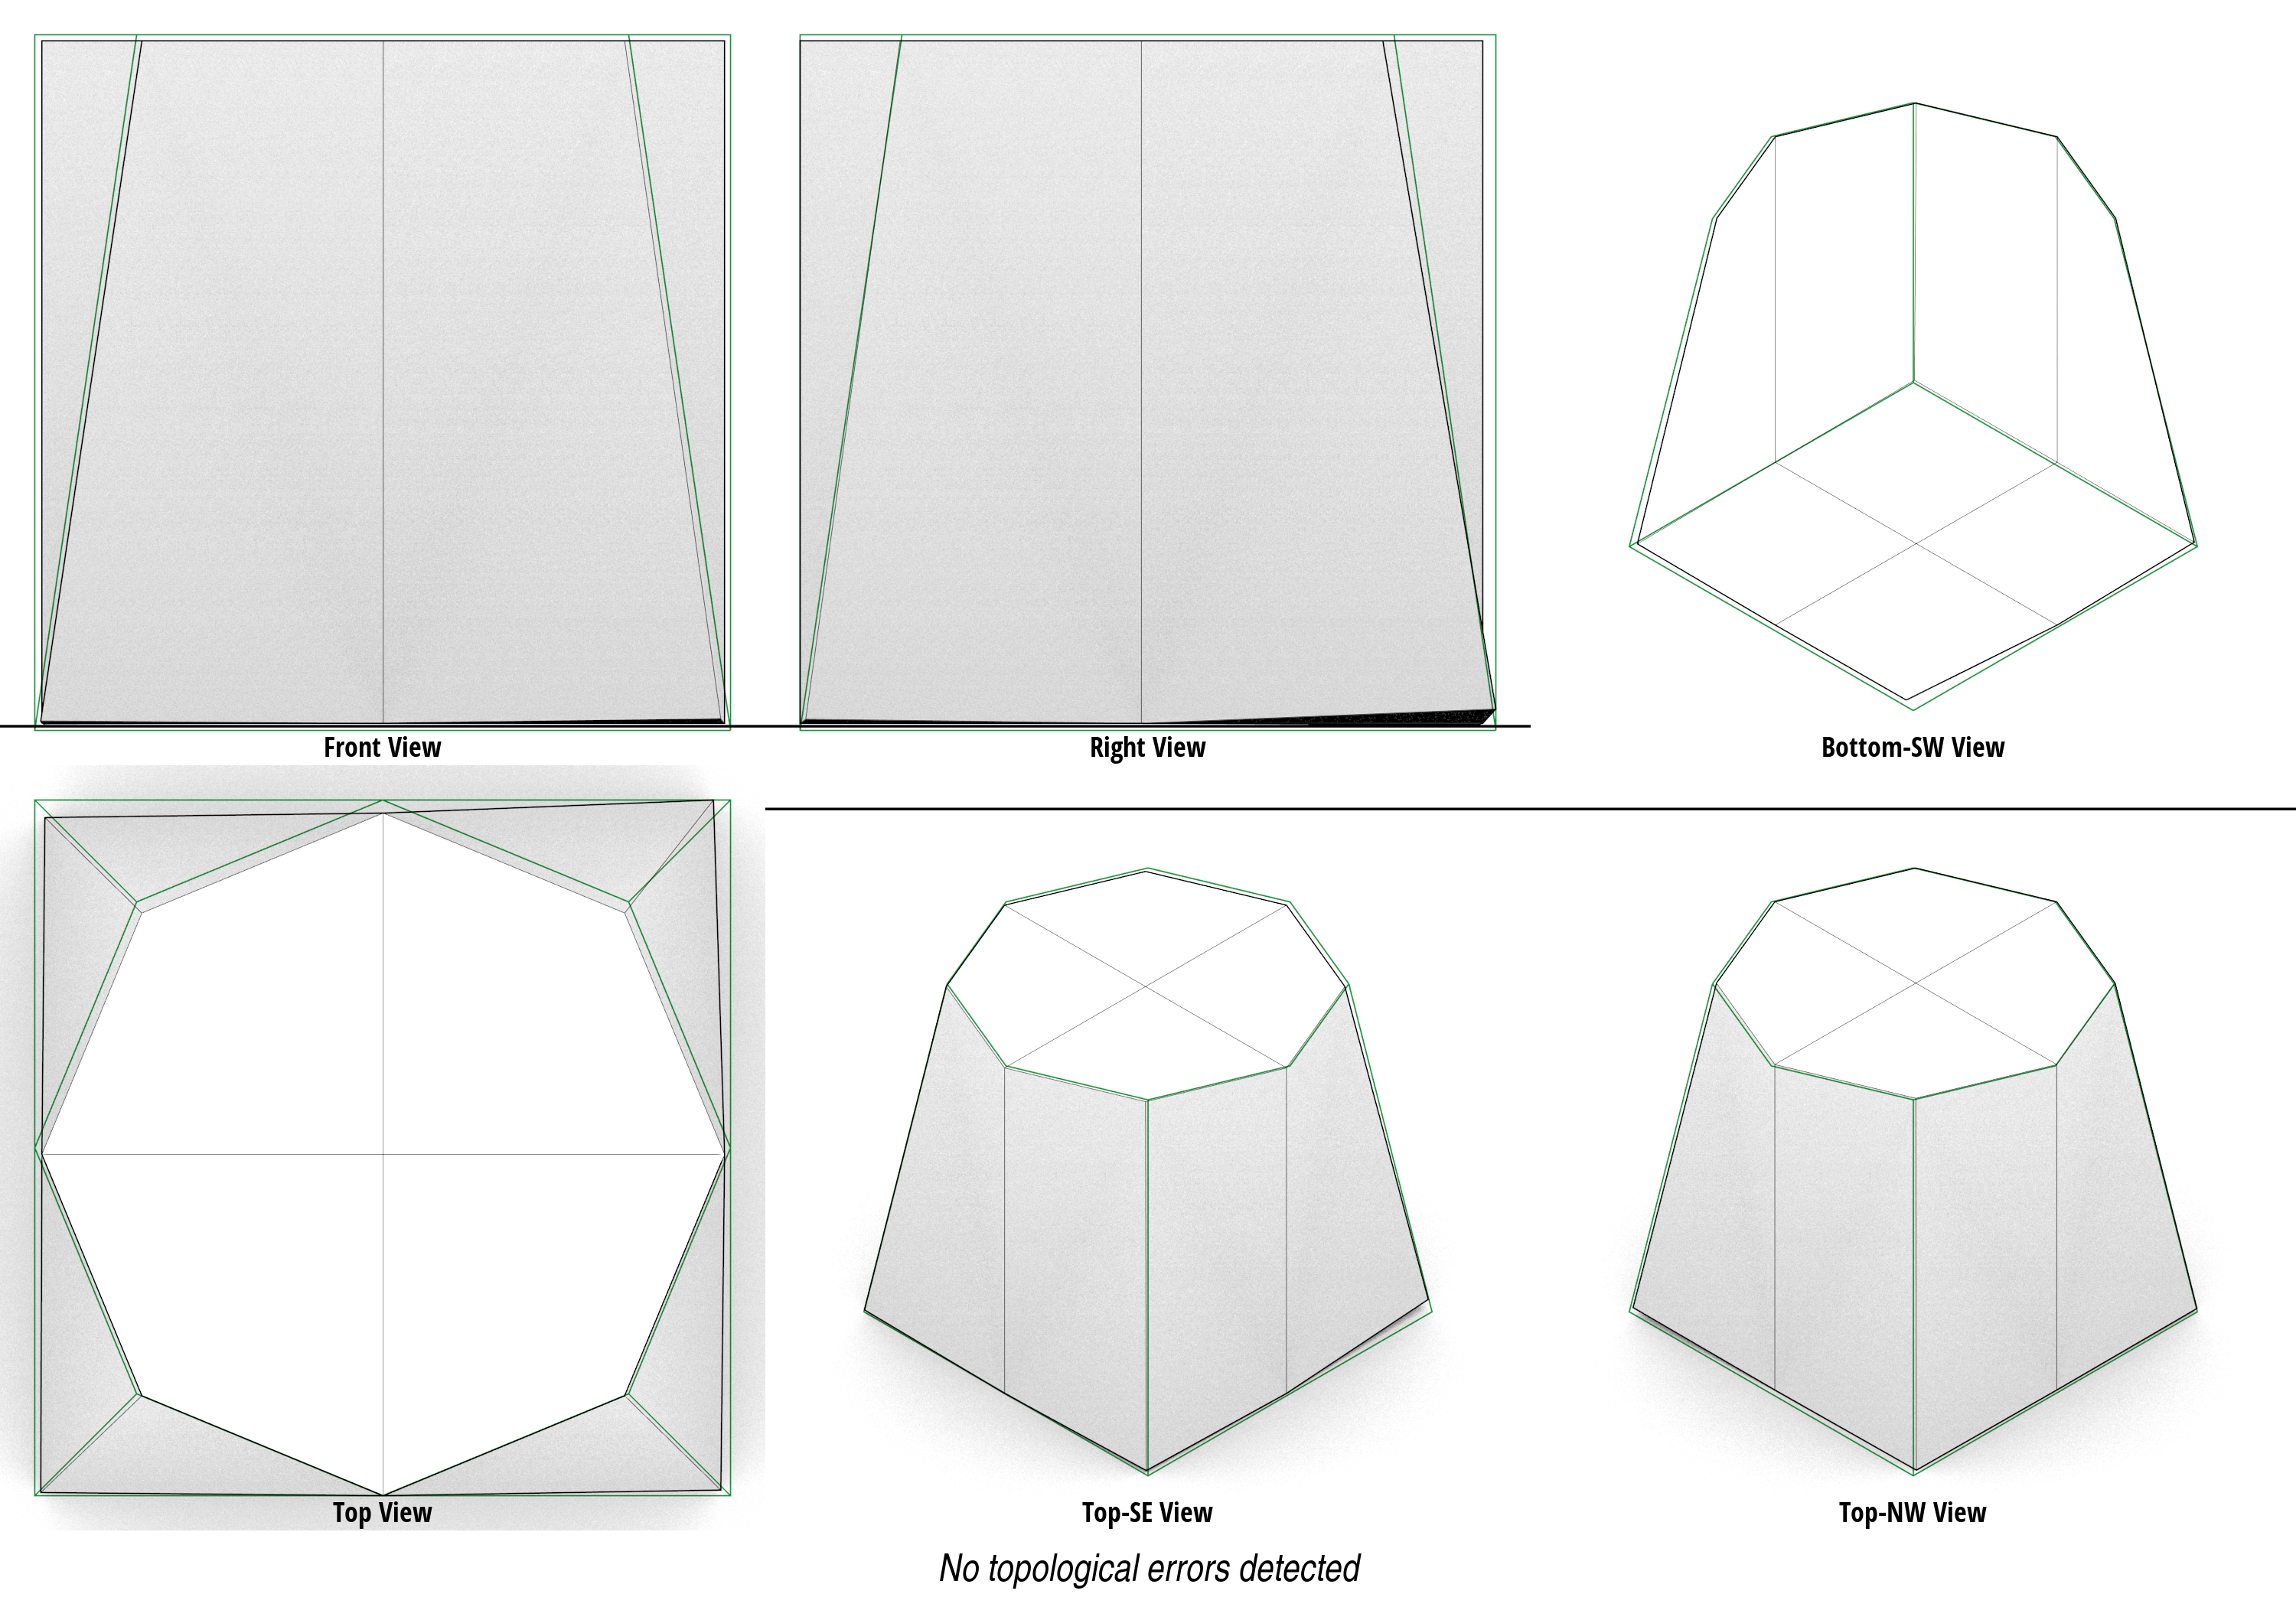 Front View
Right View
Bottom-SW View
Top View
Top-SE View
Top-NW View
No topological errors detected